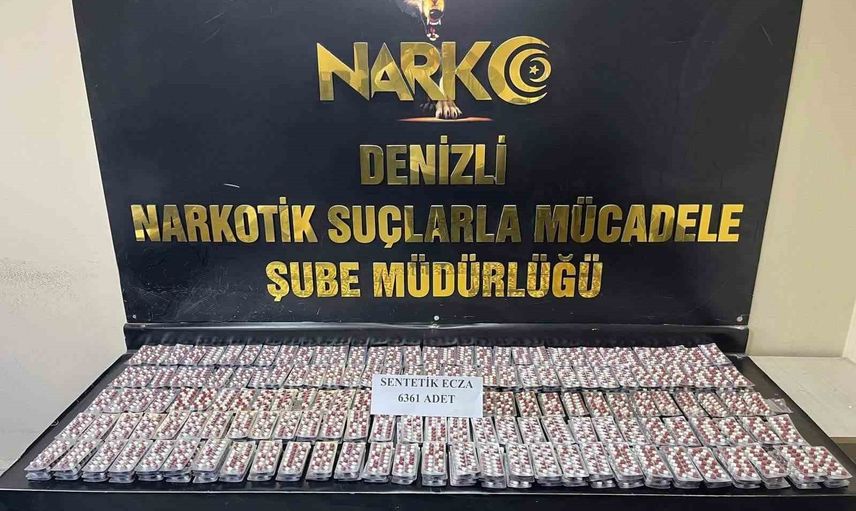 NARKO
DENİZLİ
NARKOTİK SUÇLARLA MÜCADELE
ŞUBE MÜDÜRLÜĞÜ
SENTETİK ECZA
6361 ADET